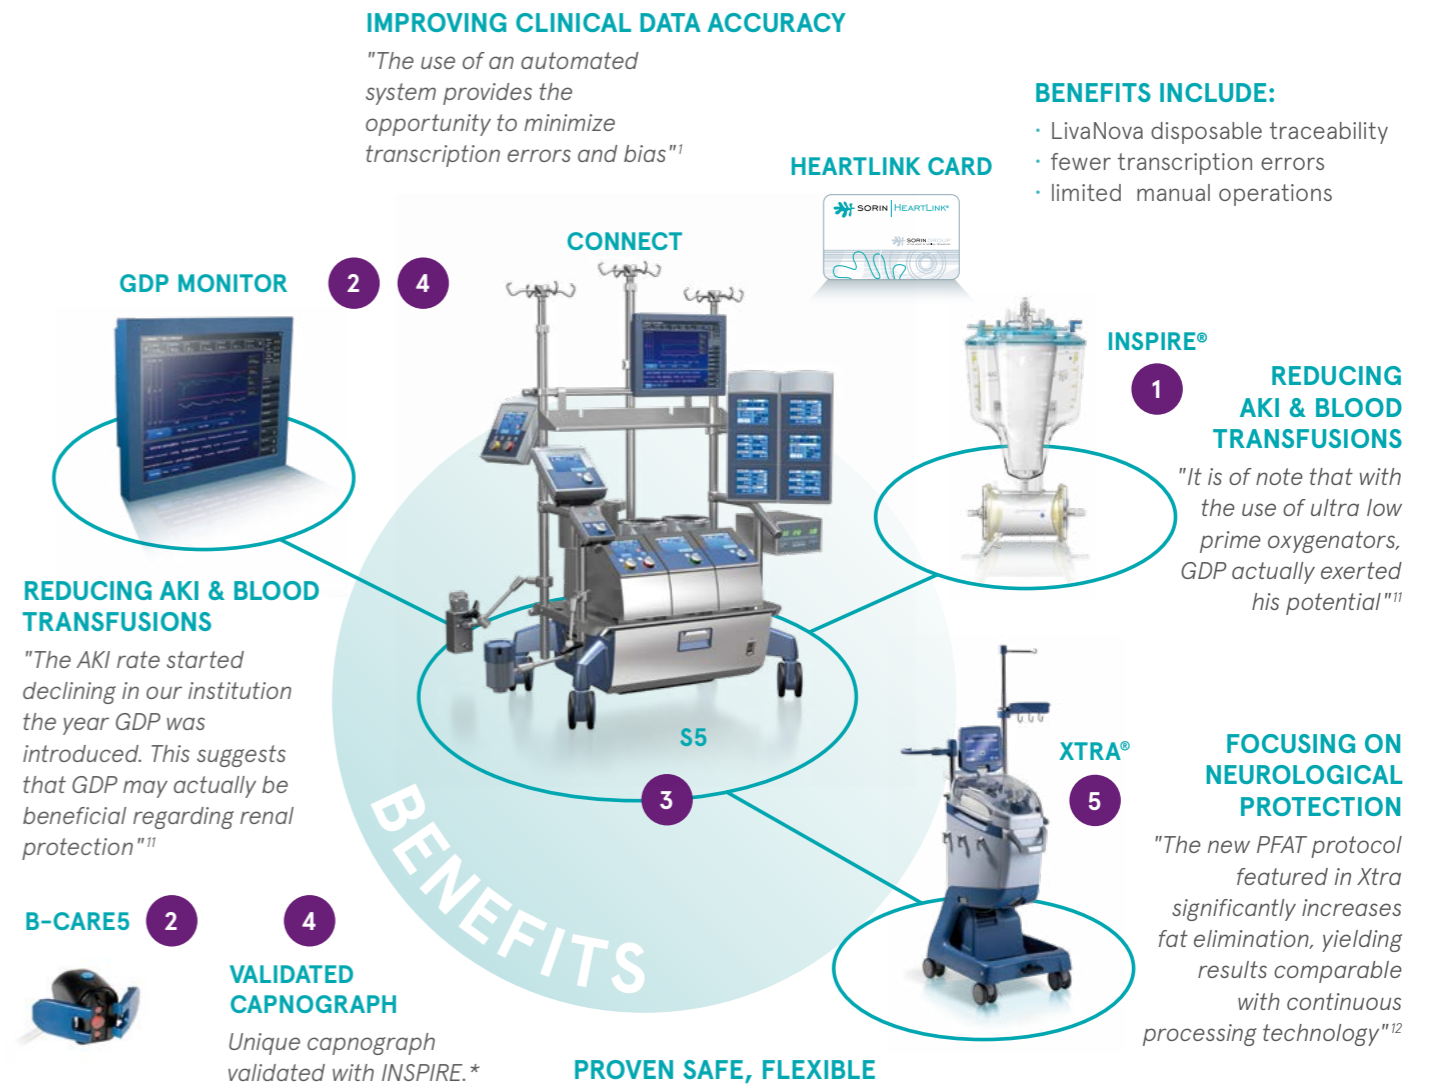 IMPROVING CLINICAL DATA ACCURACY
"The use of an automated
system provides the
opportunity to minimize
transcription errors and bias"1
BENEFITS INCLUDE:
· LivaNova disposable traceability
· fewer transcription errors
· limited manual operations
HEARTLINK CARD
SORIN HEARTLINK
SORIN GROUP
CONNECT
GDP MONITOR
2
4
INSPIRE®
1
REDUCING
AKI & BLOOD
TRANSFUSIONS
"It is of note that with
the use of ultra low
prime oxygenators,
GDP actually exerted
his potential"11
REDUCING AKI & BLOOD
TRANSFUSIONS
"The AKI rate started
declining in our institution
the year GDP was
introduced. This suggests
that GDP may actually be
beneficial regarding renal
protection"11
S5
3
XTRA®
5
FOCUSING ON
NEUROLOGICAL
PROTECTION
"The new PFAT protocol
featured in Xtra
significantly increases
fat elimination, yielding
results comparable
with continuous
processing technology"12
BENEFITS
B-CARE5
2
4
VALIDATED
CAPNOGRAPH
Unique capnograph
validated with INSPIRE.*
PROVEN SAFE, FLEXIBLE